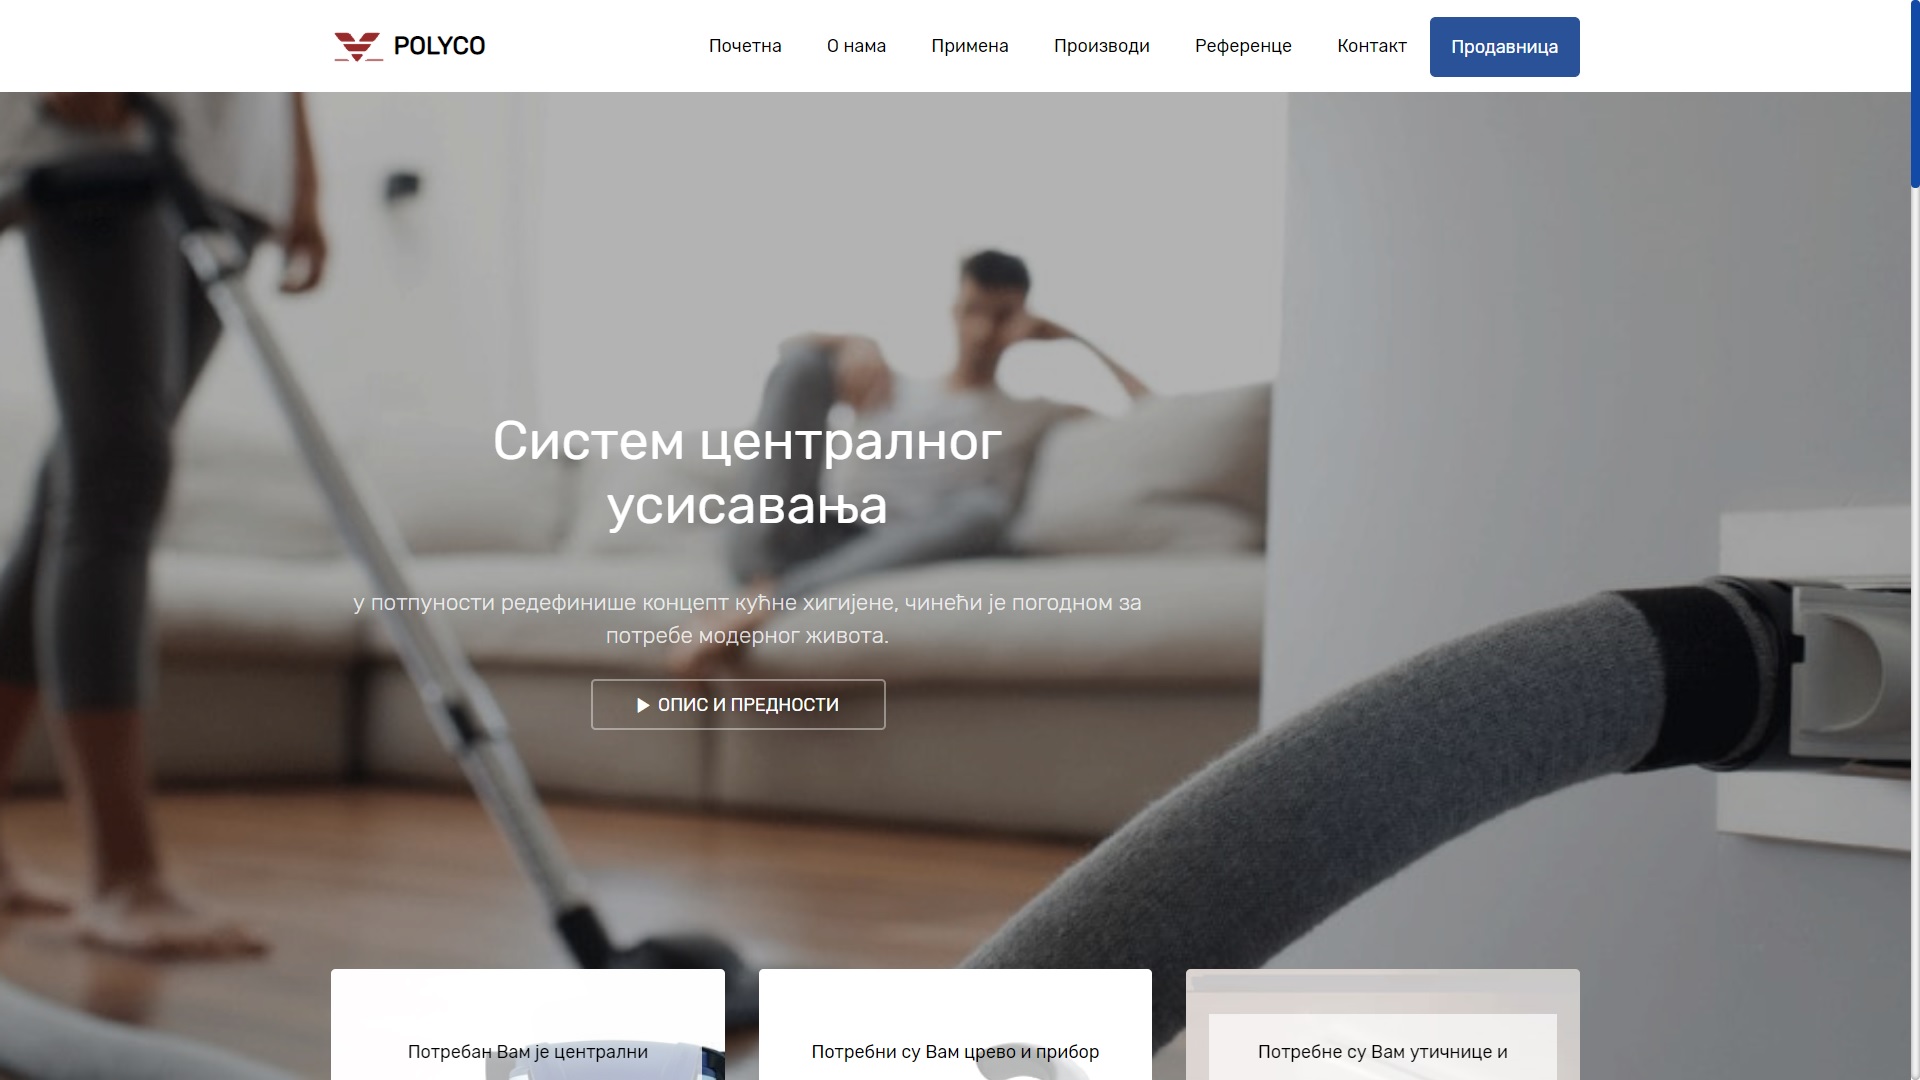 POLYCO
Почетна
О нама
Примена
Производи
Референце
Контакт
Продавница
Систем централног
усисавања
у потпуности редефинише концепт кућне хигијене, чинећи је погодном за
потребе модерног живота.
ОПИС И ПРЕДНОСТИ
Потребан Вам је централни
Потребни су Вам црево и прибор
Потребне су Вам утичнице и